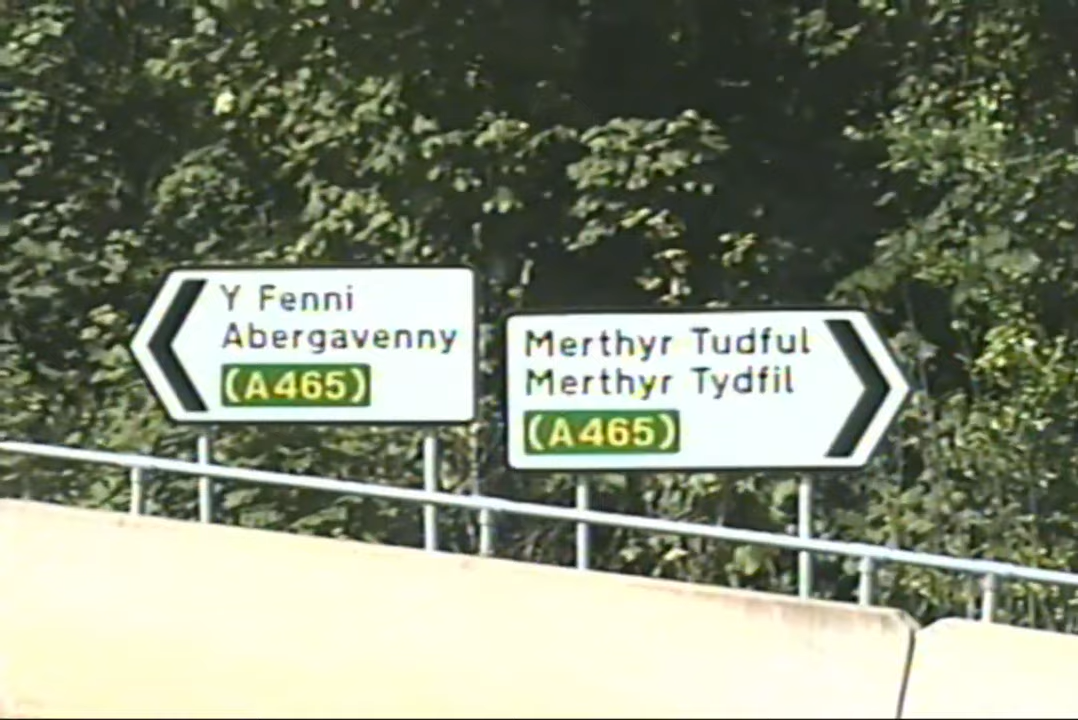 Y Fenni
Abergavenny
(A465)
Merthyr Tudful
Merthyr Tydfil
(A465)